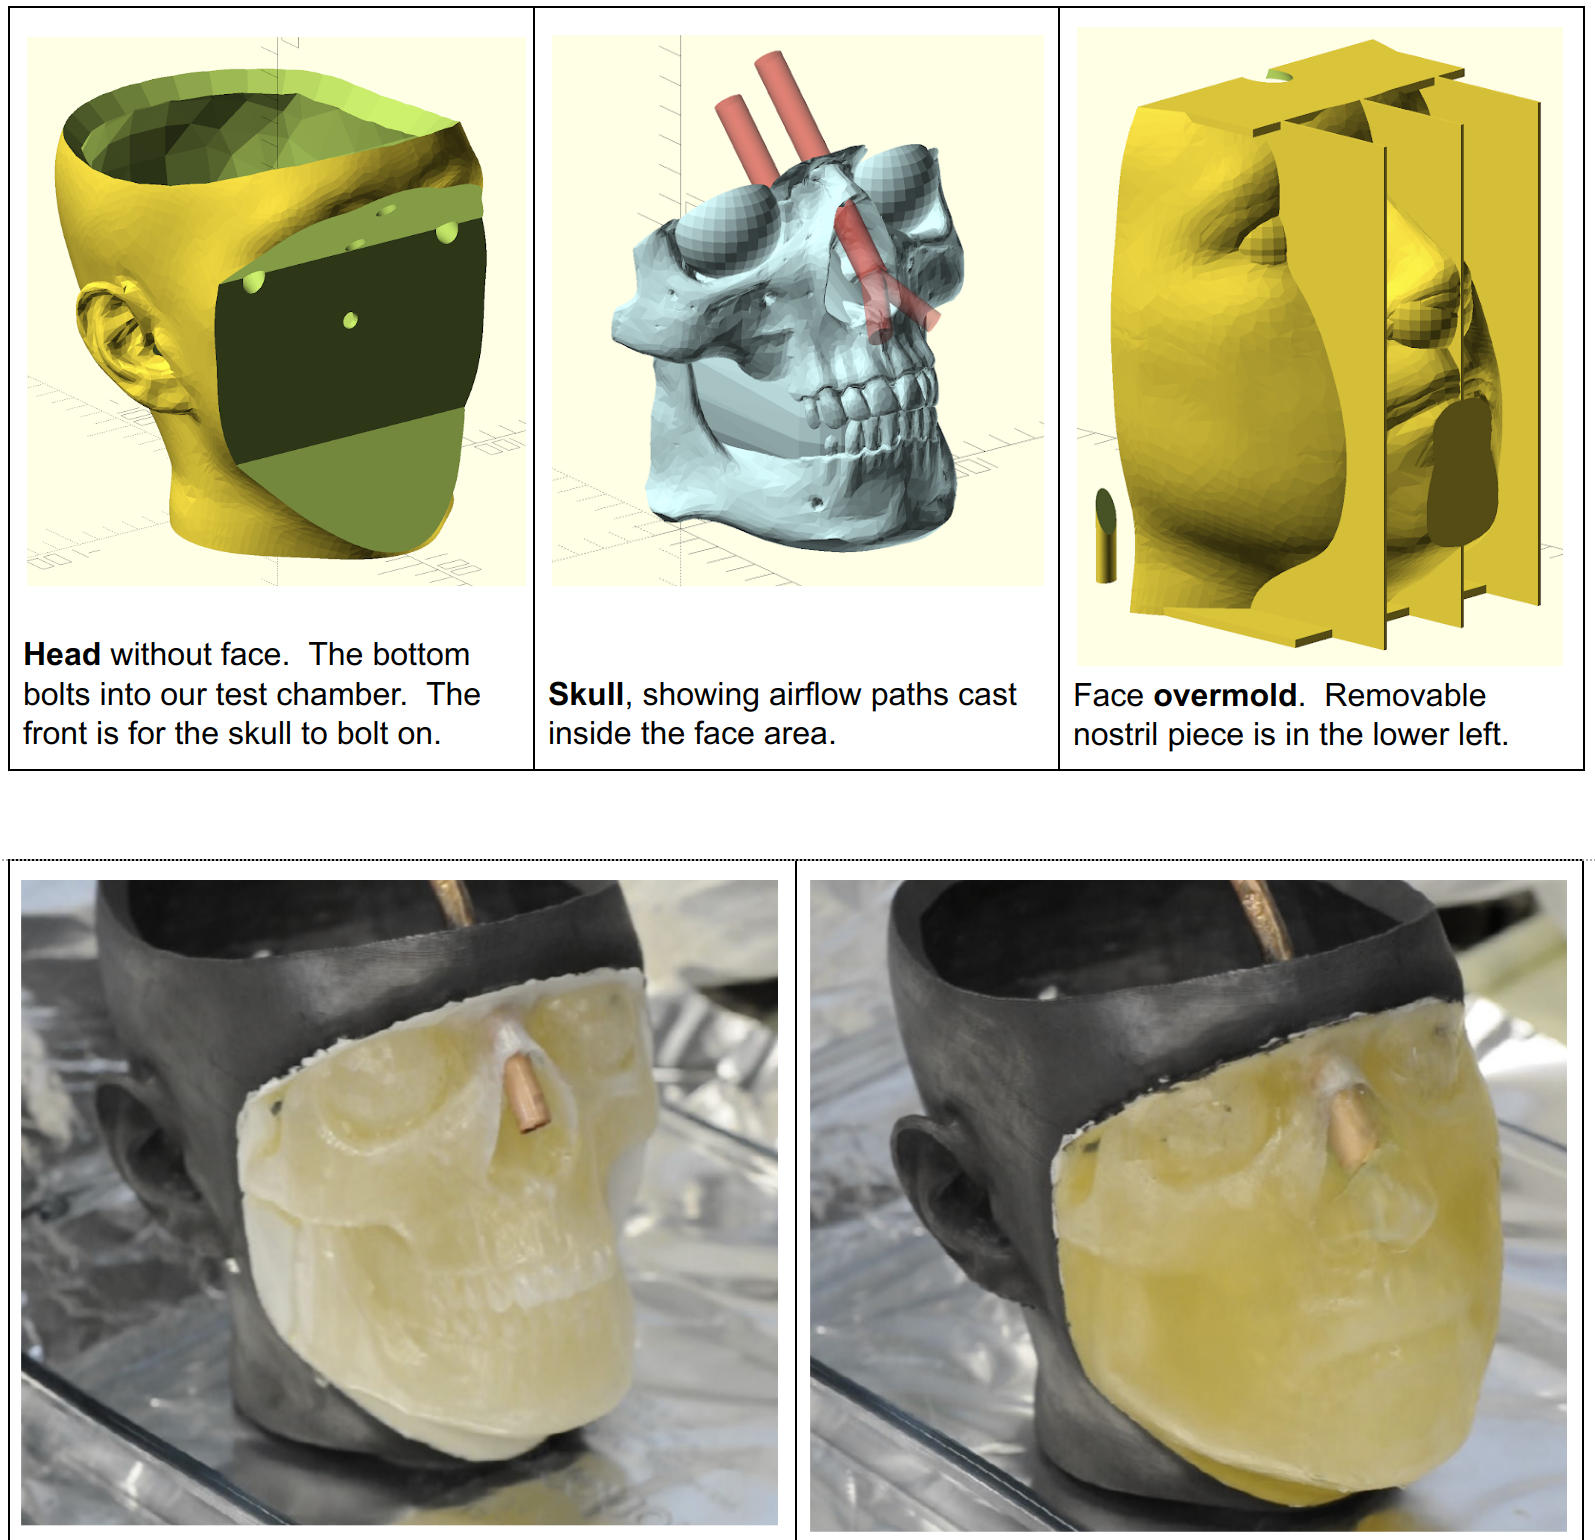 Head without face.  The bottom
bolts into our test chamber.  The
front is for the skull to bolt on.
Skull, showing airflow paths cast
inside the face area.
Face overmold.  Removable
nostril piece is in the lower left.